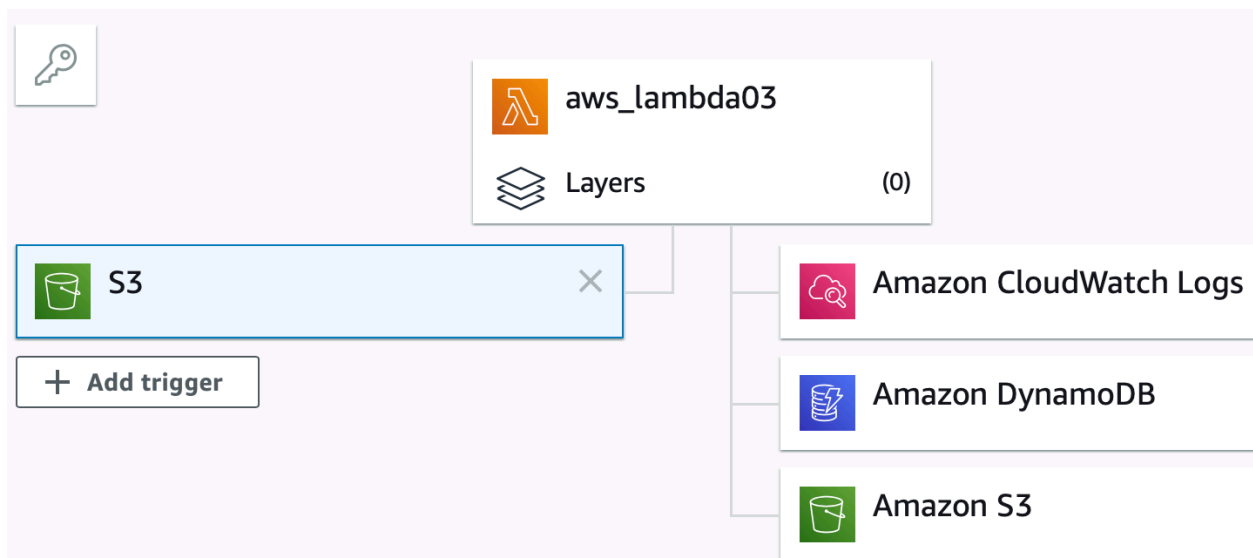 aws_lambda03
Layers (0)
S3
Add trigger
Amazon CloudWatch Logs
Amazon DynamoDB
Amazon S3